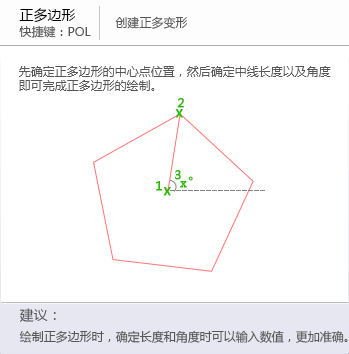 正多边形
快捷键：POL
创建正多变形
先确定正多边形的中心点位置，然后确定中线长度以及角度
即可完成正多边形的绘制。
2
x
3
x°
1
x
建议：
绘制正多边形时，确定长度和角度时可以输入数值，更加准确。